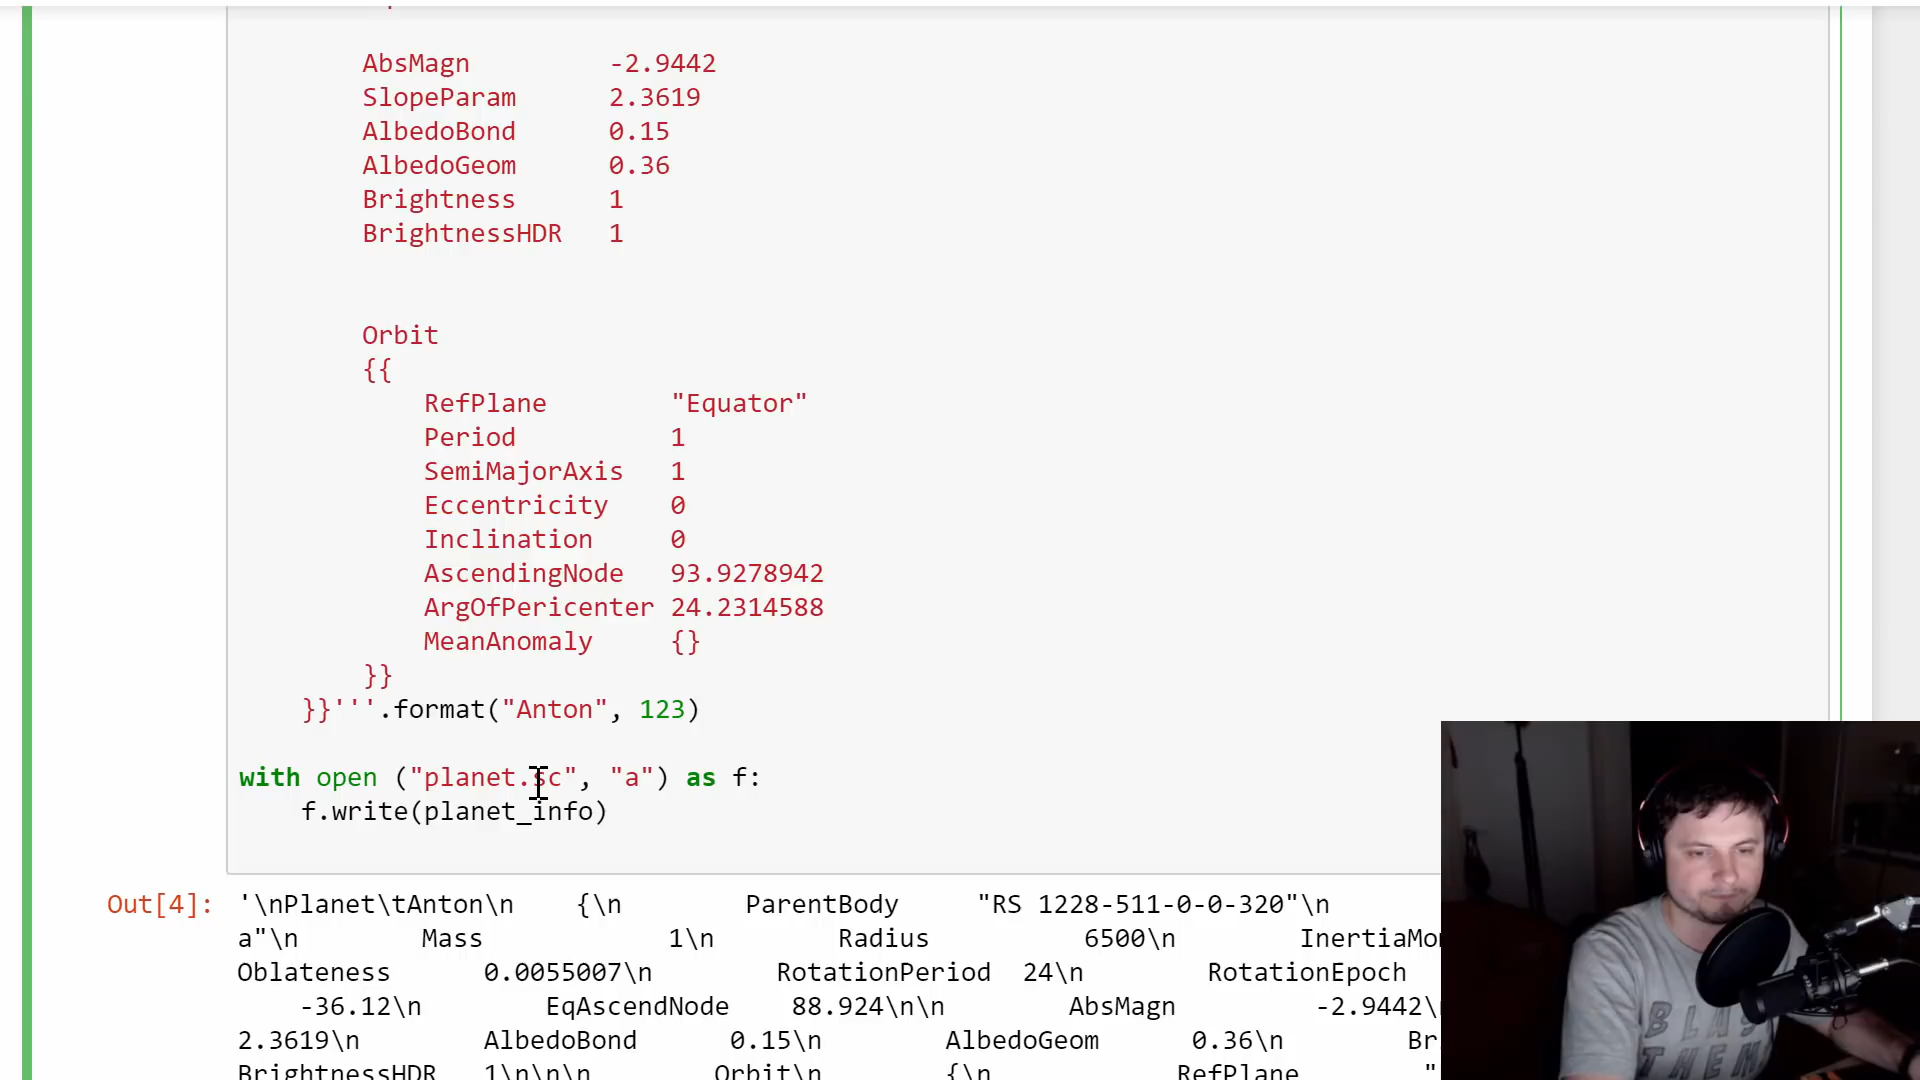 AbsMagn -2.9442
SlopeParam 2.3619
AlbedoBond 0.15
AlbedoGeom 0.36
Brightness 1
BrightnessHDR 1
Orbit
{{
RefPlane "Equator"
Period 1
SemiMajorAxis 1
Eccentricity 0
Inclination 0
AscendingNode 93.9278942
ArgOfPericenter 24.2314588
MeanAnomaly {}
}}
}}'''.format("Anton", 123)
with open ("planet.sc", "a") as f:
f.write(planet_info)
Out[4]: '\nPlanet\tAnton\n {\n ParentBody "RS 1228-511-0-0-320"\n
a"\n Mass 1\n Radius 6500\n InertiaMo
Oblateness 0.0055007\n RotationPeriod 24\n RotationEpoch
-36.12\n EqAscendNode 88.924\n\n AbsMagn -2.9442\
2.3619\n AlbedoBond 0.15\n AlbedoGeom 0.36\n Br
BrightnessHDR 1\n\n\n Orbit\n {\n RefPlane "
BLAS
THEM